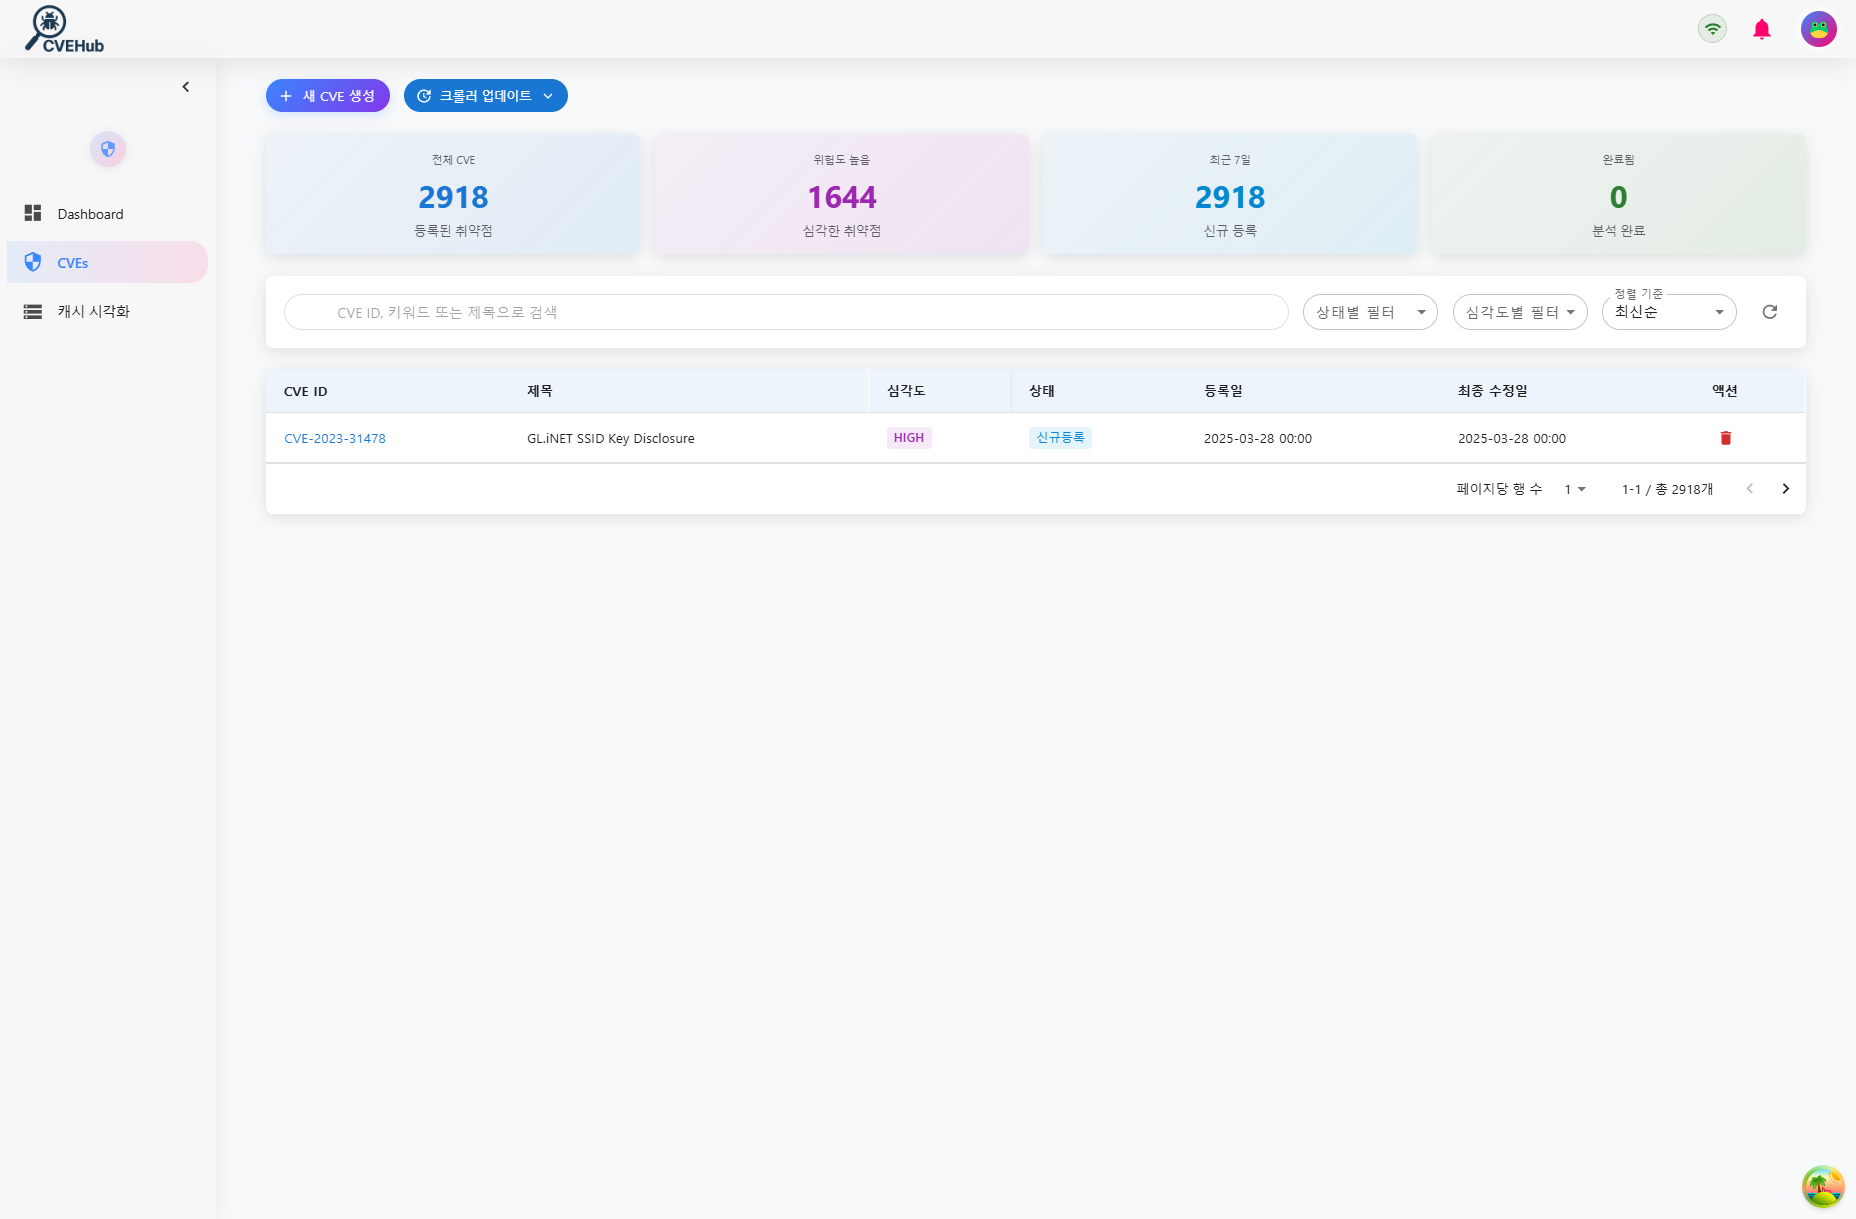 CVEHub
새 CVE 생성
크롤러 업데이트
전체 CVE
2918
등록된 취약점
위험도 높음
1644
심각한 취약점
최근 7일
2918
신규 등록
완료됨
0
분석 완료
Dashboard
CVEs
캐시 시각화
CVE ID, 키워드 또는 제목으로 검색
상태별 필터
심각도별 필터
정렬 기준
최신순
CVE ID 제목 심각도 상태 등록일 최종 수정일 액션
CVE-2023-31478 GL.iNET SSID Key Disclosure HIGH 신규등록 2025-03-28 00:00 2025-03-28 00:00
페이지당 행 수 1 1-1 / 총 2918개